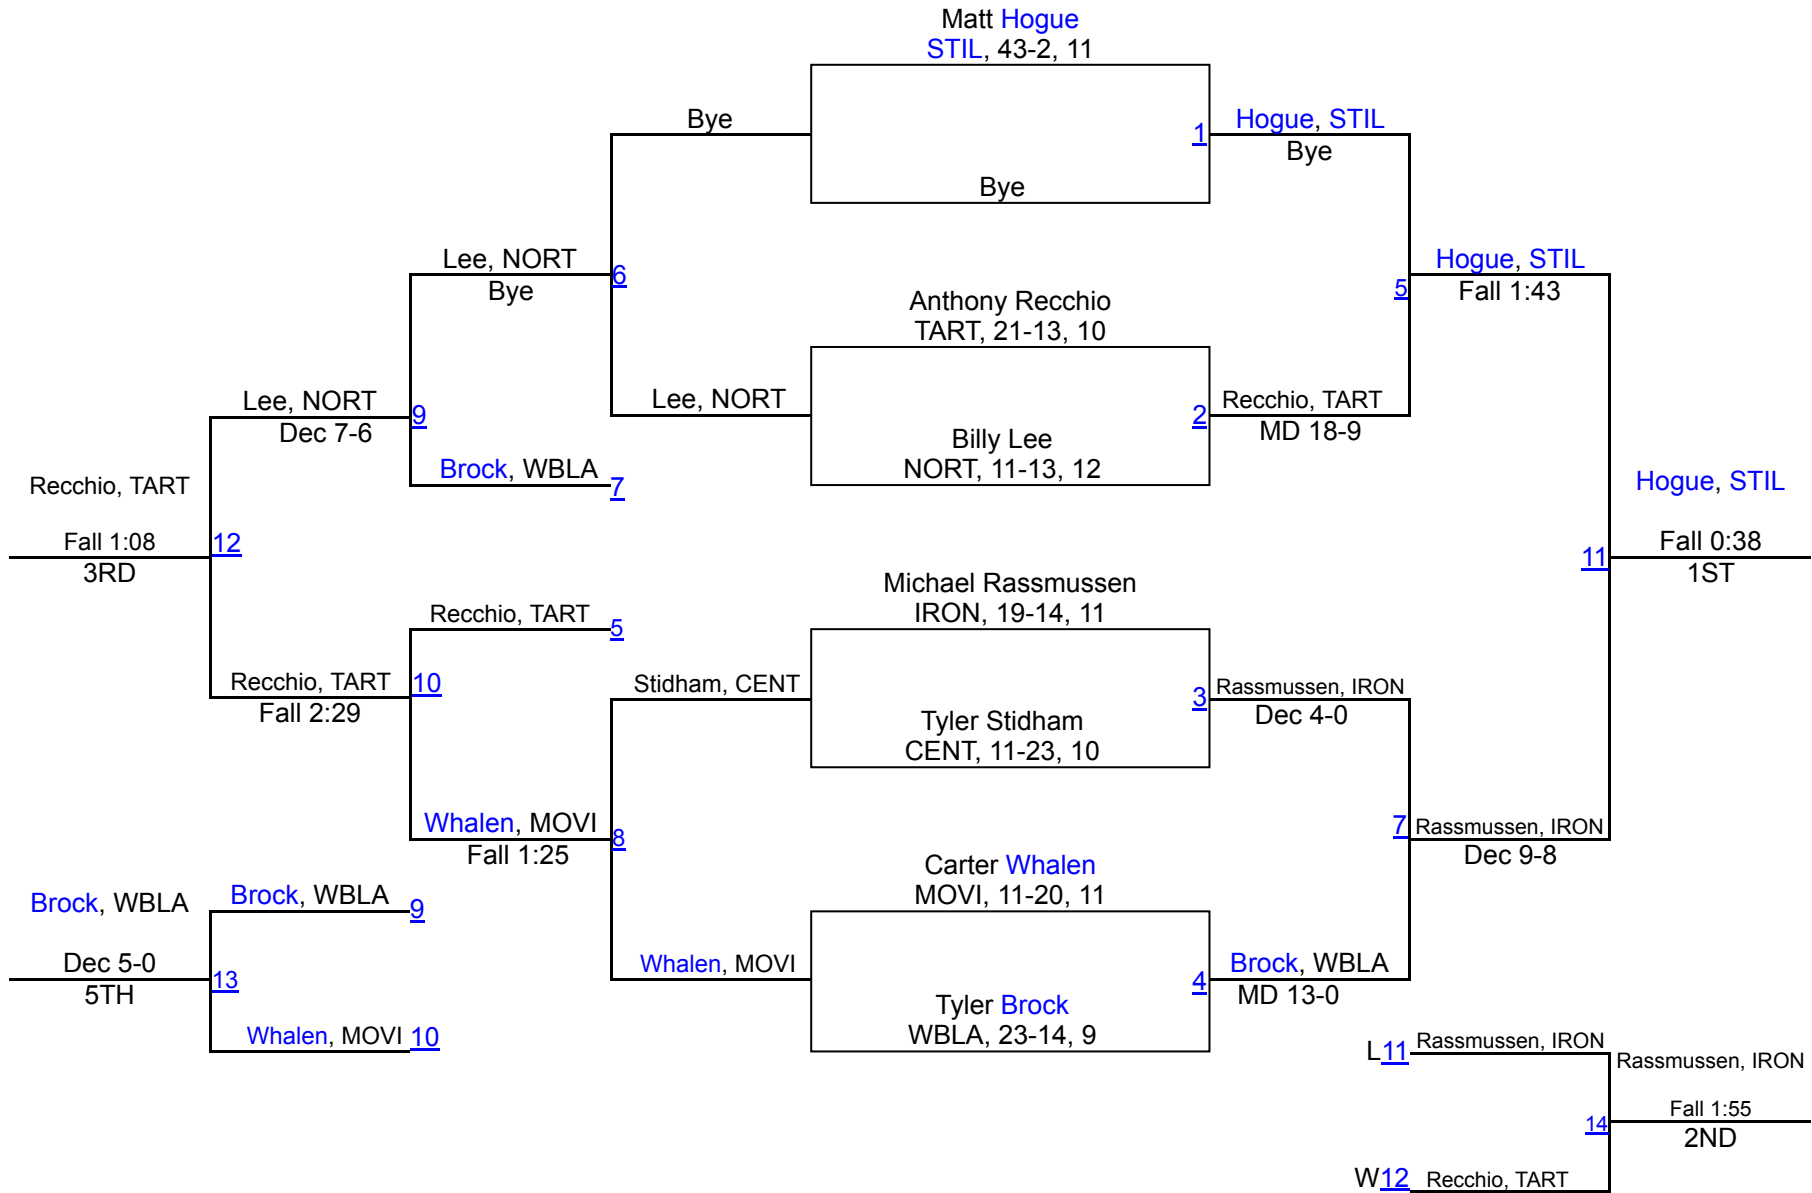 Matt Hogue
STIL, 43-2, 11
Bye
1
Hogue, STIL
Bye
Bye
Lee, NORT
Bye
6
Hogue, STIL
Fall 1:43
5
Anthony Recchio
TART, 21-13, 10
Lee, NORT
Dec 7-6
9
Lee, NORT
2
Recchio, TART
MD 18-9
Billy Lee
NORT, 11-13, 12
Brock, WBLA
7
Recchio, TART
Fall 1:08
3RD
12
Hogue, STIL
Fall 0:38
1ST
11
Michael Rassmussen
IRON, 19-14, 11
Recchio, TART
5
Recchio, TART
Fall 2:29
10
Stidham, CENT
3
Rassmussen, IRON
Dec 4-0
Tyler Stidham
CENT, 11-23, 10
Whalen, MOVI
Fall 1:25
8
7
Rassmussen, IRON
Dec 9-8
Carter Whalen
MOVI, 11-20, 11
Brock, WBLA
Dec 5-0
5TH
Brock, WBLA
9
13
Whalen, MOVI
4
Brock, WBLA
MD 13-0
Tyler Brock
WBLA, 23-14, 9
Whalen, MOVI 10
L11 Rassmussen, IRON
Rassmussen, IRON
Fall 1:55
2ND
14
W12 Recchio, TART